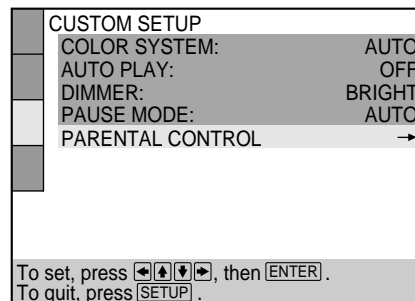 CUSTOM SETUP
COLOR SYSTEM: AUTO
AUTO PLAY: OFF
DIMMER: BRIGHT
PAUSE MODE: AUTO
PARENTAL CONTROL →
To set, press ←↑↓→, then ENTER.
To quit, press SETUP.